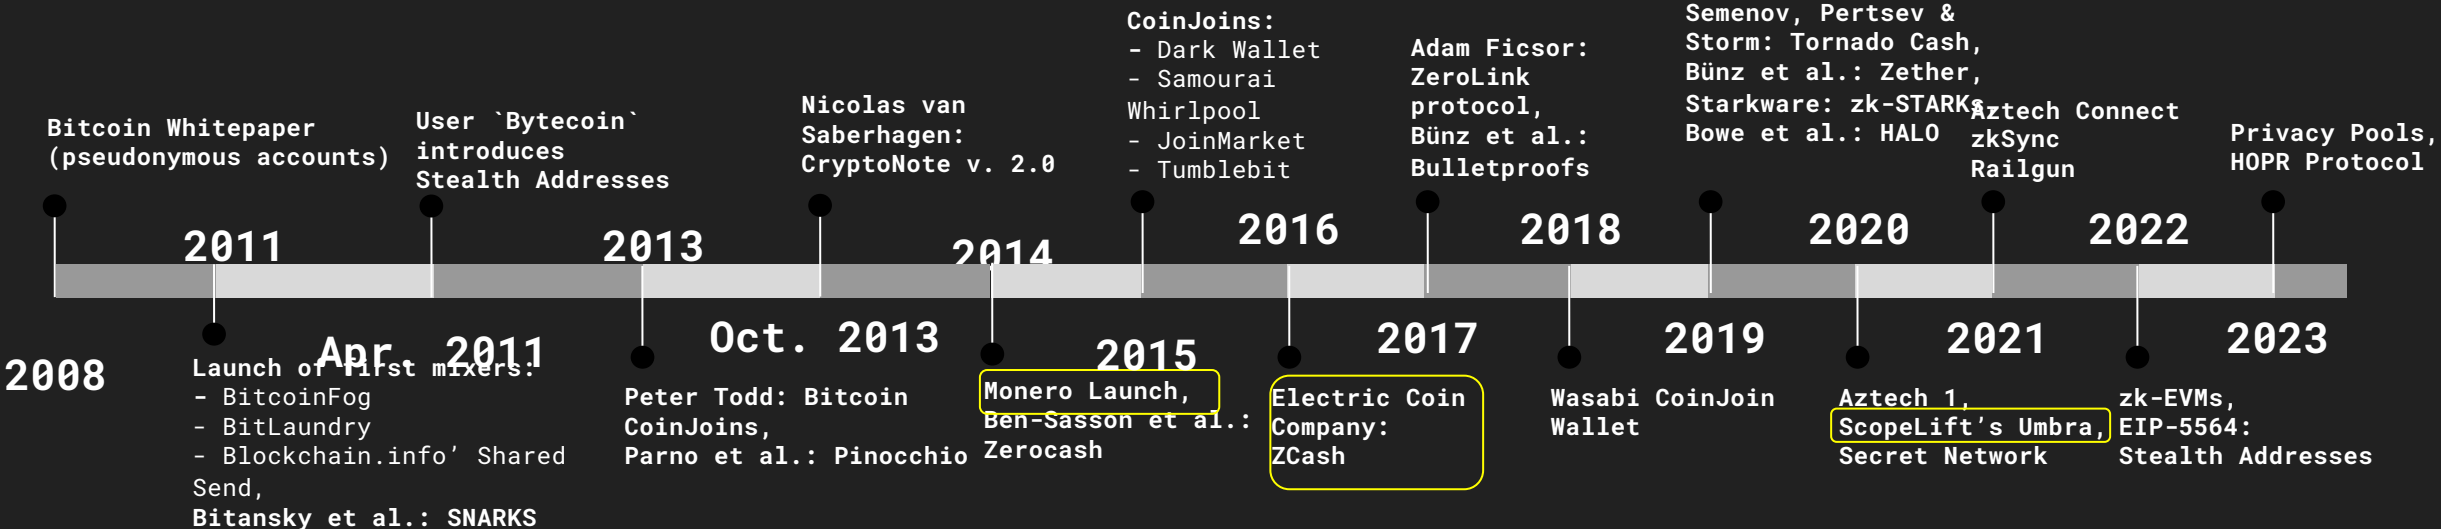 Bitcoin Whitepaper
(pseudonymous accounts)
2008
2011
Launch of first mixers:
- BitcoinFog
- BitLaundry
- Blockchain.info’ Shared
Send,
Bitansky et al.: SNARKS
User `Bytecoin`
introduces
Stealth Addresses
Apr. 2011
2013
Peter Todd: Bitcoin
CoinJoins,
Parno et al.: Pinocchio
Nicolas van
Saberhagen:
CryptoNote v. 2.0
Oct. 2013
2014
Monero Launch,
Ben-Sasson et al.:
Zerocash
CoinJoins:
- Dark Wallet
- Samourai
Whirlpool
- JoinMarket
- Tumblebit
2015
2016
Electric Coin
Company:
ZCash
Adam Ficsor:
ZeroLink
protocol,
Bünz et al.:
Bulletproofs
2017
2018
Wasabi CoinJoin
Wallet
Semenov, Pertsev &
Storm: Tornado Cash,
Bünz et al.: Zether,
Starkware: zk-STARKs,
Bowe et al.: HALO
2019
2020
Aztech 1,
ScopeLift’s Umbra,
Secret Network
Aztech Connect
zkSync
Railgun
2021
2022
zk-EVMs,
EIP-5564:
Stealth Addresses
Privacy Pools,
HOPR Protocol
2023